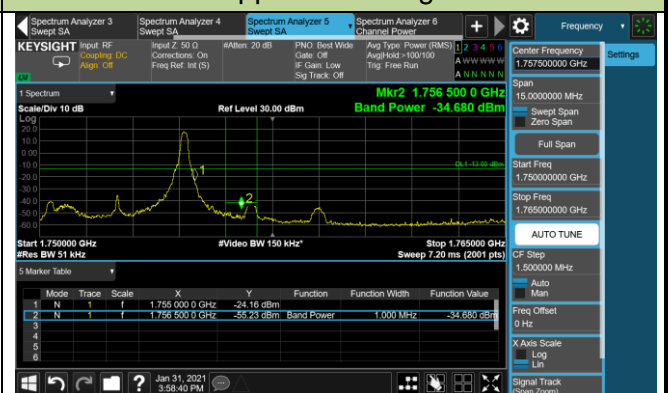 Spectrum Analyzer 3
Swept SA
Spectrum Analyzer 4
Swept SA
Spectrum Analyzer 5
Swept SA
Spectrum Analyzer 6
Channel Power
Frequency
KEYSIGHT
Input: RF
Coupling: DC
Align: Off
Input Z: 50 Ω
Corrections: On
Freq Ref: Int (S)
#Atten: 20 dB
PNO: Best Wide
Gate: Off
IF Gain: Low
Sig Track: Off
Avg Type: Power (RMS)
Avg|Hold:>100/100
Trig: Free Run
1 2 3 4 5 6
A W W W W W
A N N N N N
LV
1 Spectrum
Scale/Div 10 dB
Ref Level 30.00 dBm
Mkr2 1.756 500 0 GHz
Band Power -34.680 dBm
Log
20.0
10.0
0.00
-10.0
-20.0
-30.0
-40.0
-50.0
-60.0
1
2
DL1 -13.00 dBm
Start 1.750000 GHz
#Res BW 51 kHz
#Video BW 150 kHz*
Stop 1.765000 GHz
Sweep 7.20 ms (2001 pts)
5 Marker Table
Mode Trace Scale X Y Function Function Width Function Value
1 N 1 f 1.755 000 0 GHz -24.16 dBm
2 N 1 f 1.756 500 0 GHz -55.23 dBm Band Power 1.000 MHz -34.680 dBm
3
4
5
6
Jan 31, 2021
3:58:40 PM
Settings
Center Frequency
1.757500000 GHz
Span
15.0000000 MHz
Swept Span
Zero Span
Full Span
Start Freq
1.750000000 GHz
Stop Freq
1.765000000 GHz
AUTO TUNE
CF Step
1.500000 MHz
Auto
Man
Freq Offset
0 Hz
X Axis Scale
Log
Lin
Signal Track
(Span Zoom)